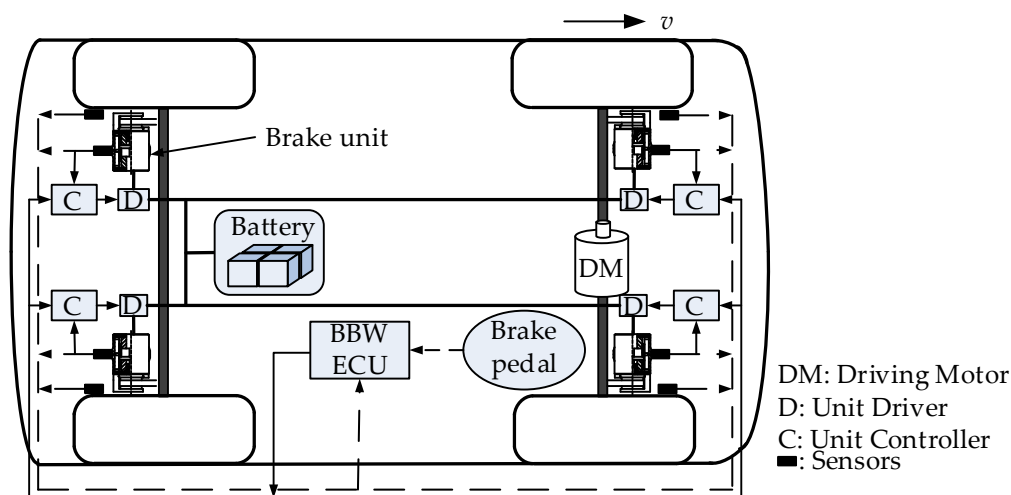 v
Brake unit
C
D
D
C
Battery
DM
C
D
D
C
BBW
ECU
Brake
pedal
DM: Driving Motor
D: Unit Driver
C: Unit Controller
: Sensors